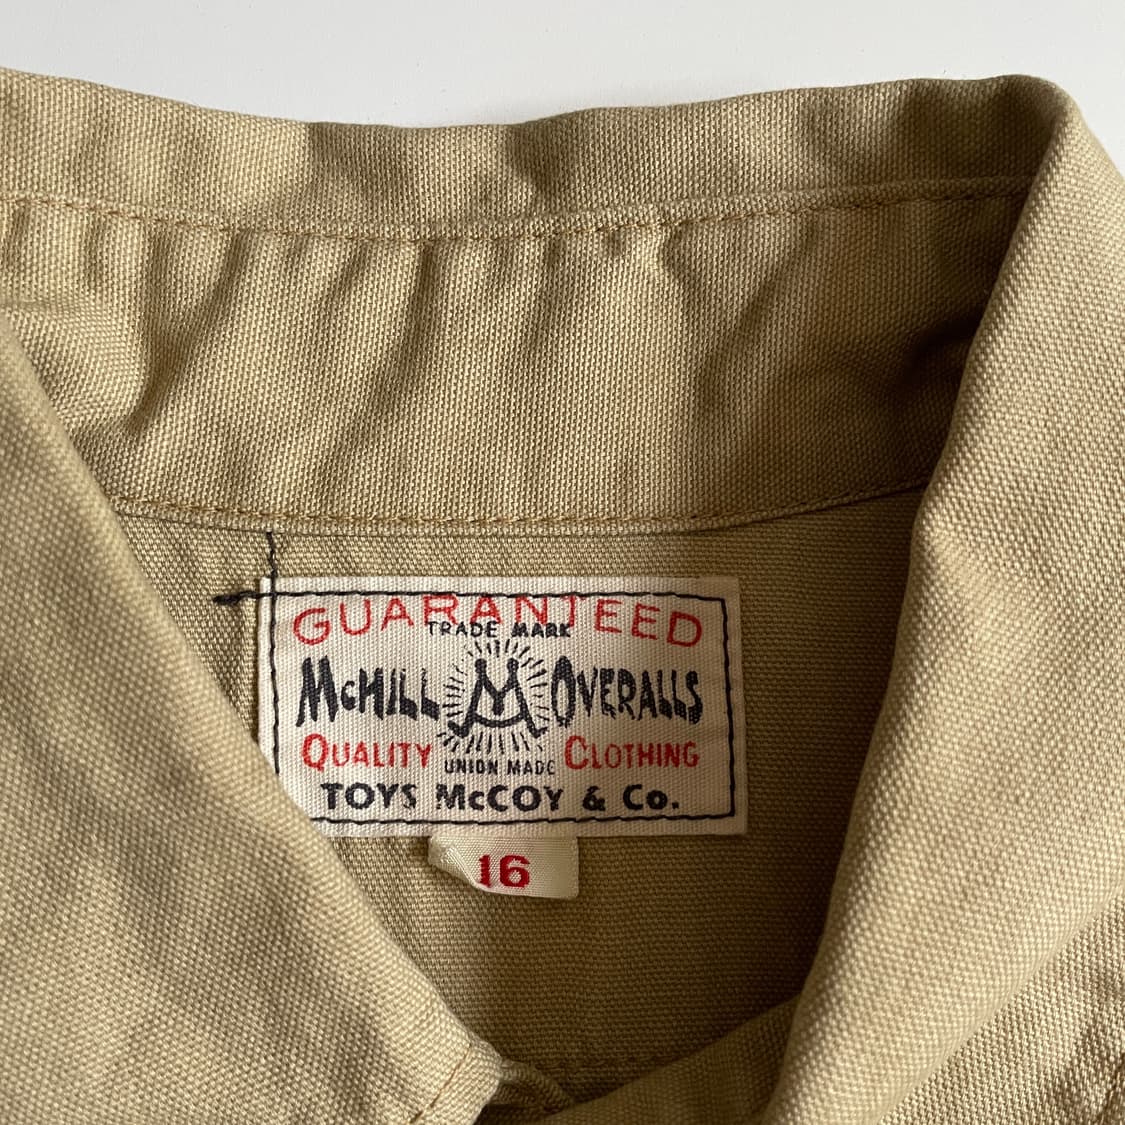 GUARANTEED
TRADE MARK
McHILL M OVERALLS
QUALITY UNION MADE CLOTHING
TOYS McCOY & Co.
16